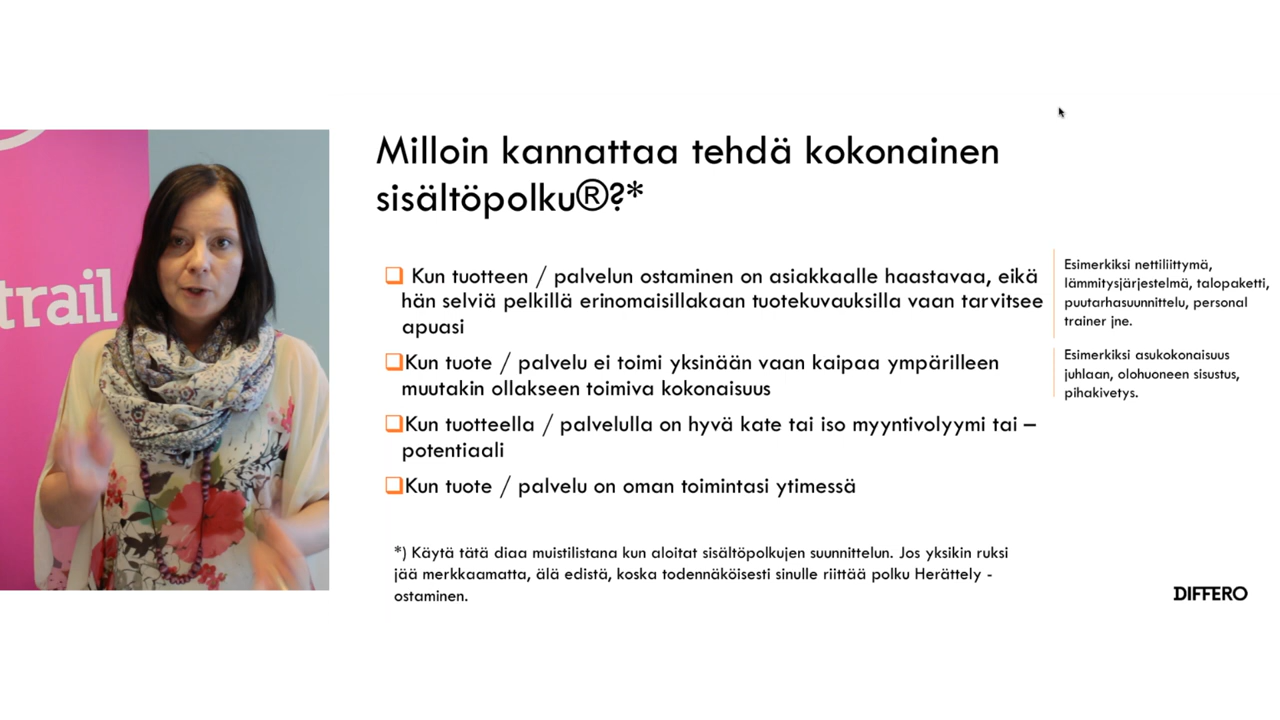 trail
Milloin kannattaa tehdä kokonainen
sisältöpolku®?*
Kun tuotteen / palvelun ostaminen on asiakkaalle haastavaa, eikä
hän selviä pelkillä erinomaisillakaan tuotekuvauksilla vaan tarvitsee
apuasi
Kun tuote / palvelu ei toimi yksinään vaan kaipaa ympärilleen
muutakin ollakseen toimiva kokonaisuus
Kun tuotteella / palvelulla on hyvä kate tai iso myyntivolyymi tai –
potentiaali
Kun tuote / palvelu on oman toimintasi ytimessä
*) Käytä tätä diaa muistilistana kun aloitat sisältöpolkujen suunnittelun. Jos yksikin ruksi
jää merkkaamatta, älä edistä, koska todennäköisesti sinulle riittää polku Herättely -
ostaminen.
Esimerkiksi nettiliittymä,
lämmitysjärjestelmä, talopaketti,
puutarhasuunnittelu, personal
trainer jne.
Esimerkiksi asukokonaisuus
juhlaan, olohuoneen sisustus,
pihakivetys.
DIFFERO